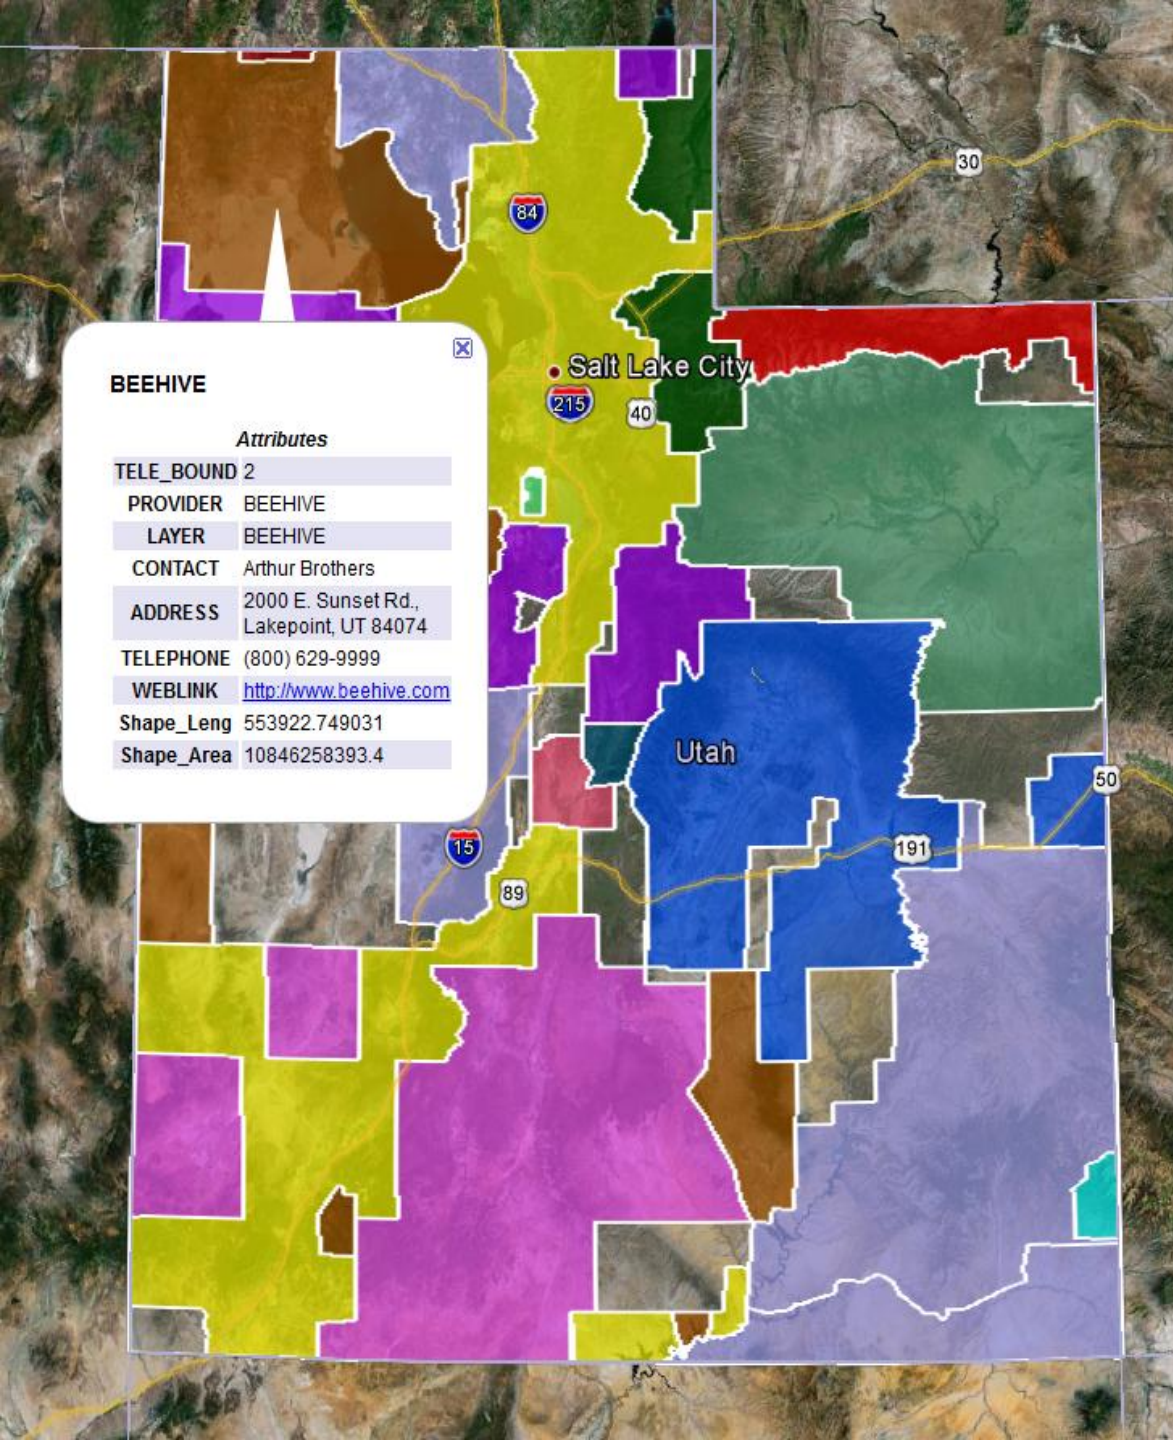 30
84
Salt Lake City
215
40
BEEHIVE
Attributes
TELE_BOUND 2
PROVIDER BEEHIVE
LAYER BEEHIVE
CONTACT Arthur Brothers
ADDRESS 2000 E. Sunset Rd.,
Lakepoint, UT 84074
TELEPHONE (800) 629-9999
WEBLINK http://www.beehive.com
Shape_Leng 553922.749031
Shape_Area 10846258393.4
Utah
50
15
191
89